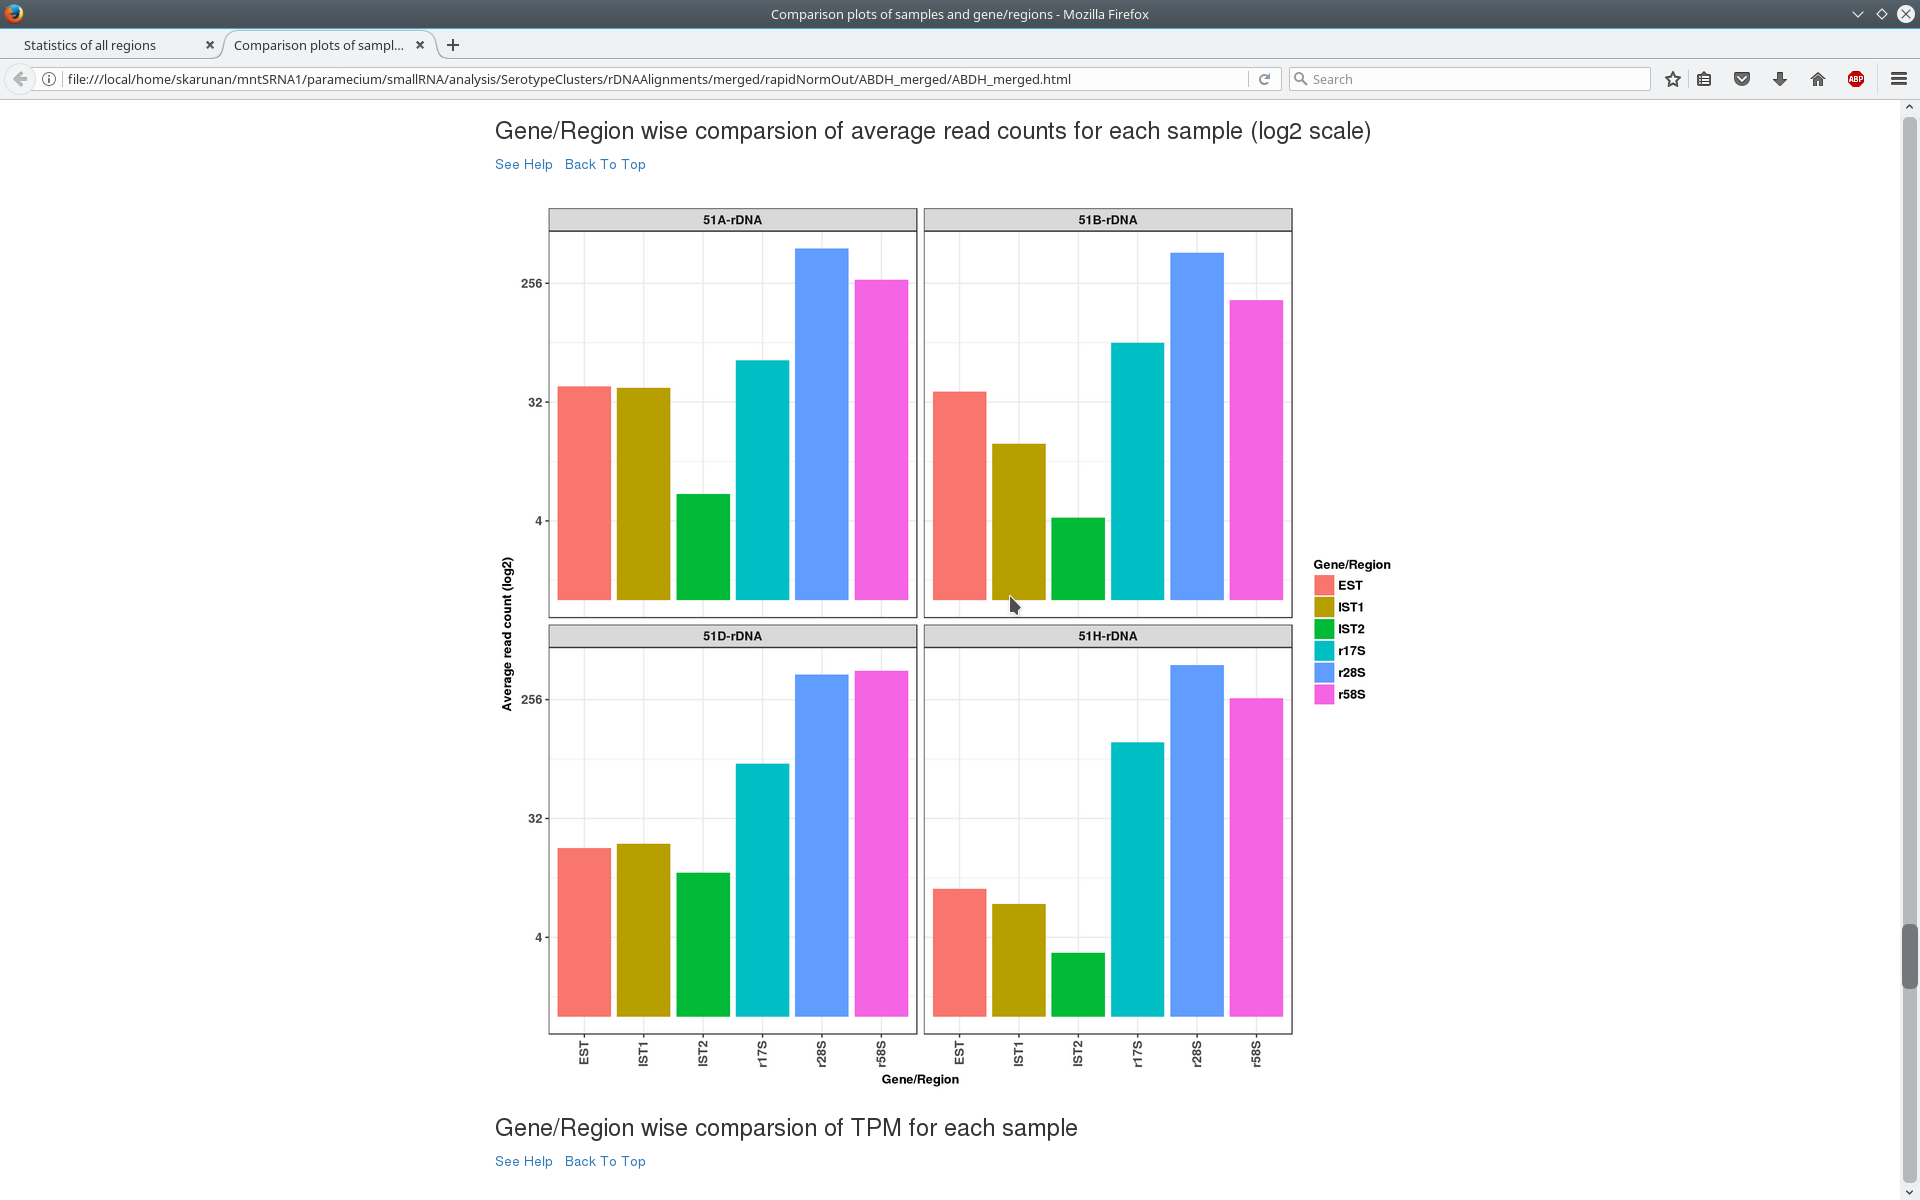 Comparison plots of samples and gene/regions - Mozilla Firefox
Statistics of all regions
Comparison plots of sampl...
file:///local/home/skarunan/mntSRNA1/paramecium/smallRNA/analysis/SerotypeClusters/rDNAAlignments/merged/rapidNormOut/ABDH_merged/ABDH_merged.html
Search
ABP
Gene/Region wise comparsion of average read counts for each sample (log2 scale)
See Help Back To Top
51A-rDNA
51B-rDNA
256
32
4
51D-rDNA
51H-rDNA
256
32
4
Average read count (log2)
EST
IST1
IST2
r17S
r28S
r58S
EST
IST1
IST2
r17S
r28S
r58S
Gene/Region
Gene/Region
EST
IST1
IST2
r17S
r28S
r58S
Gene/Region wise comparsion of TPM for each sample
See Help Back To Top